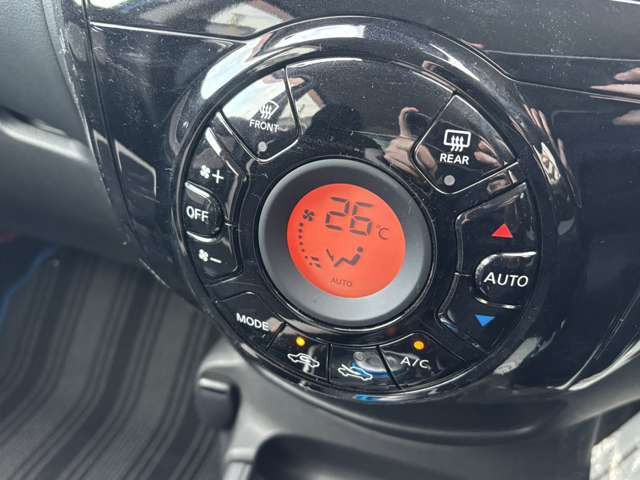 FRONT
REAR
+
OFF
-
26°C
AUTO
AUTO
MODE
A/C